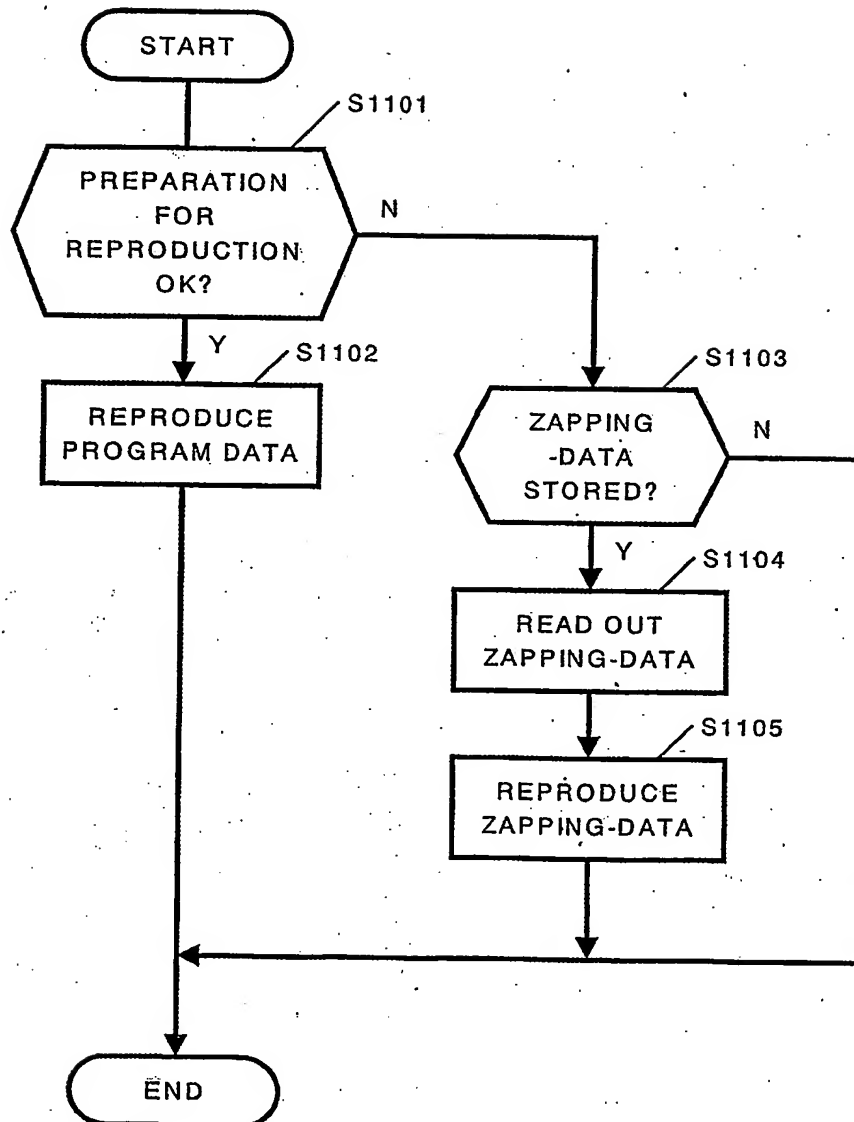 START
S1101
PREPARATION
FOR
REPRODUCTION
OK?
N
Y
S1102
REPRODUCE
PROGRAM DATA
S1103
ZAPPING
-DATA
STORED?
N
Y
S1104
READ OUT
ZAPPING-DATA
S1105
REPRODUCE
ZAPPING-DATA
END